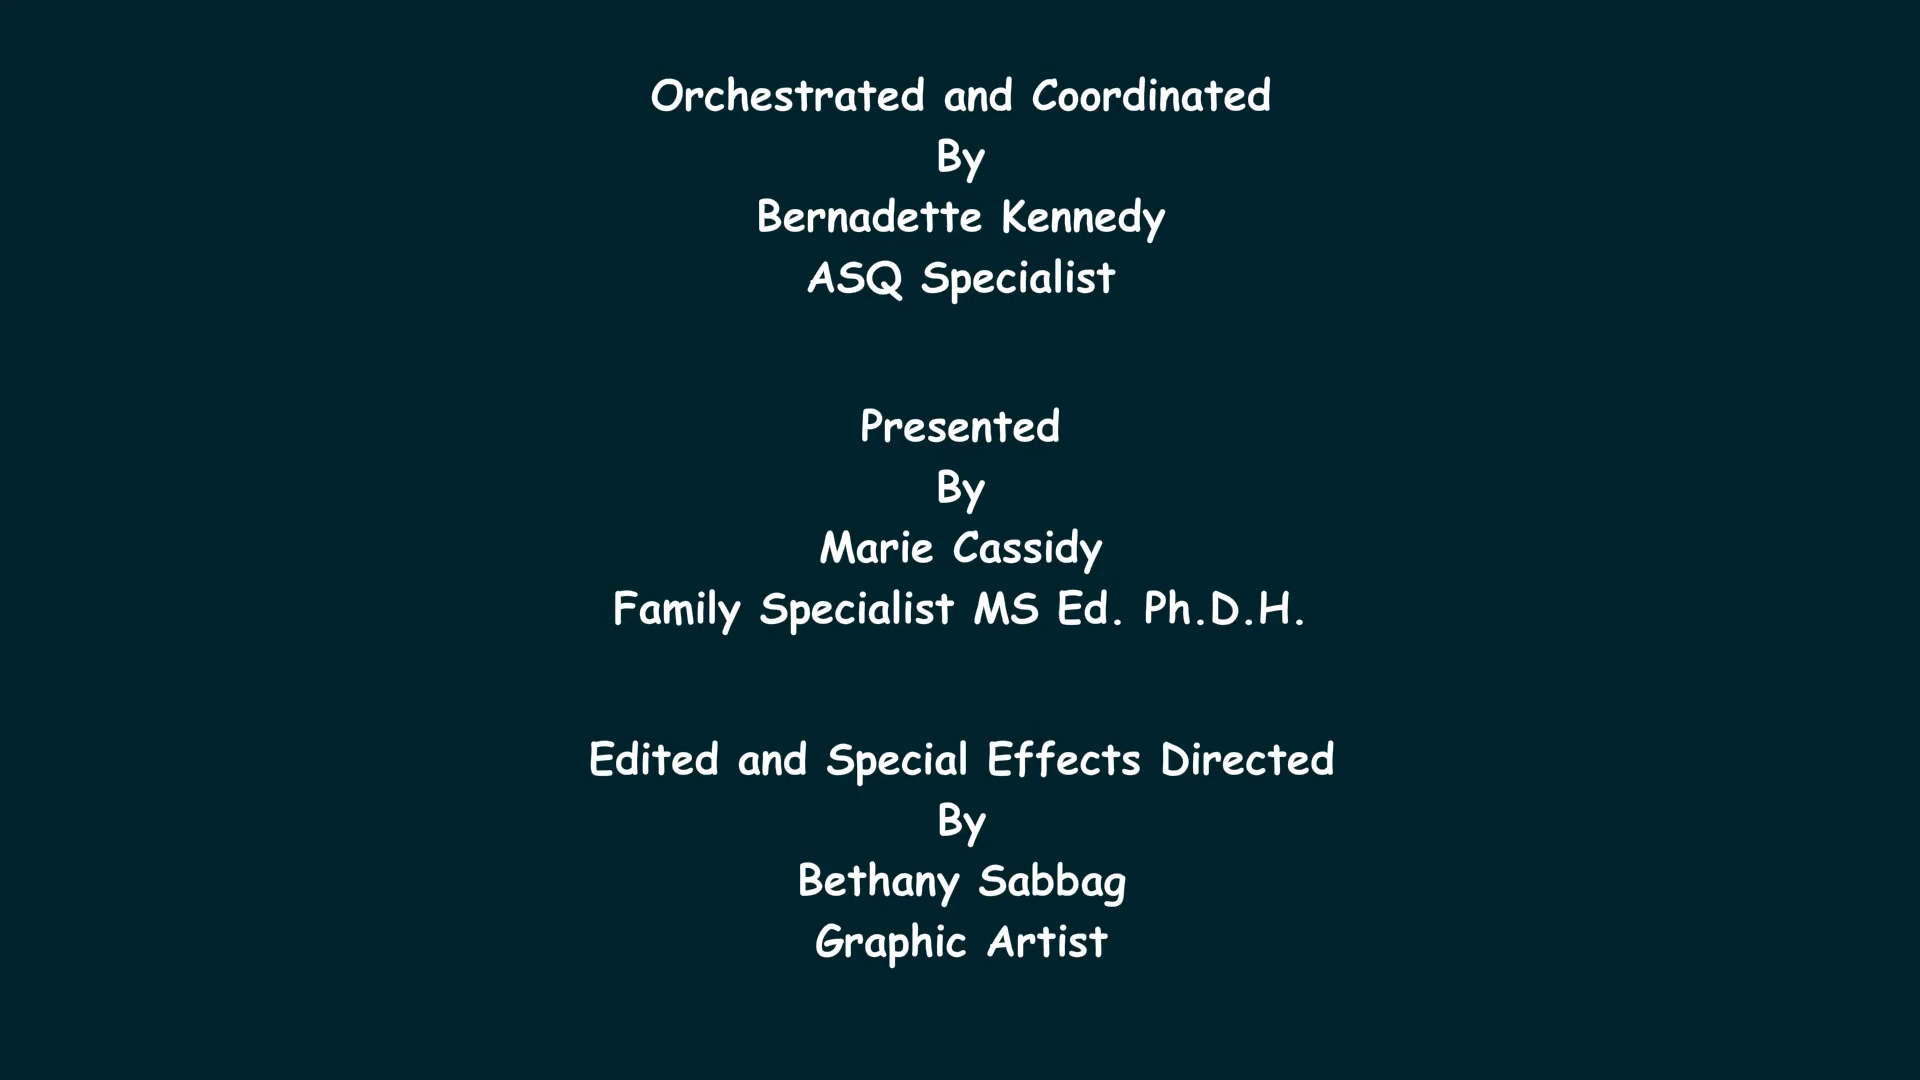 Orchestrated and Coordinated
By
Bernadette Kennedy
ASQ Specialist
Presented
By
Marie Cassidy
Family Specialist MS Ed. Ph.D.H.
Edited and Special Effects Directed
By
Bethany Sabbag
Graphic Artist